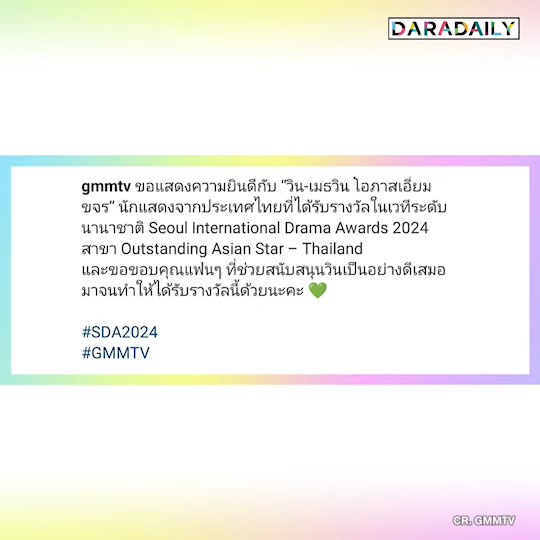 DARADAILY
gmmtv ขอแสดงความยินดีกับ “วิน-เมธวิน โอภาสเอี่ยม
ขจร” นักแสดงจากประเทศไทยที่ได้รับรางวัลในเวทีระดับ
นานาชาติ Seoul International Drama Awards 2024
สาขา Outstanding Asian Star – Thailand
และขอขอบคุณแฟนๆ ที่ช่วยสนับสนุนวินเป็นอย่างดีเสมอ
มาจนทำให้ได้รับรางวัลนี้ด้วยนะคะ 💚
#SDA2024
#GMMTV
CR. GMMTV